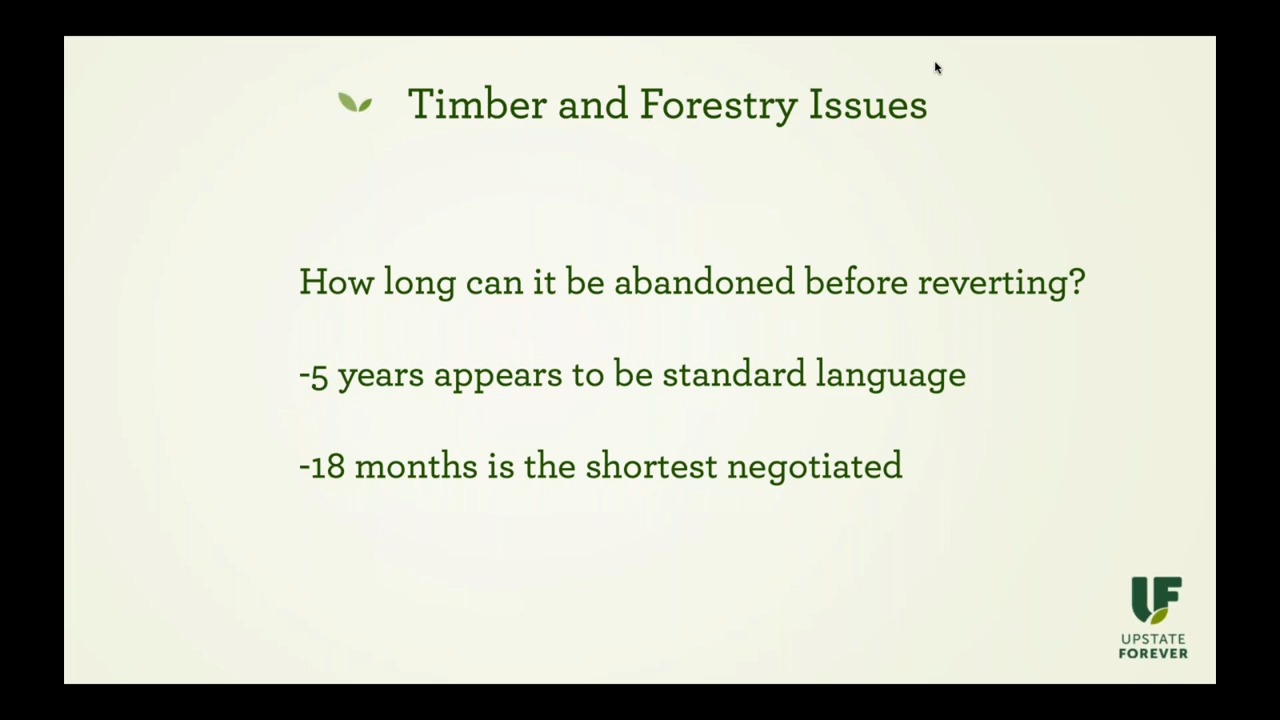 Timber and Forestry Issues
How long can it be abandoned before reverting?
-5 years appears to be standard language
-18 months is the shortest negotiated
UF
UPSTATE
FOREVER